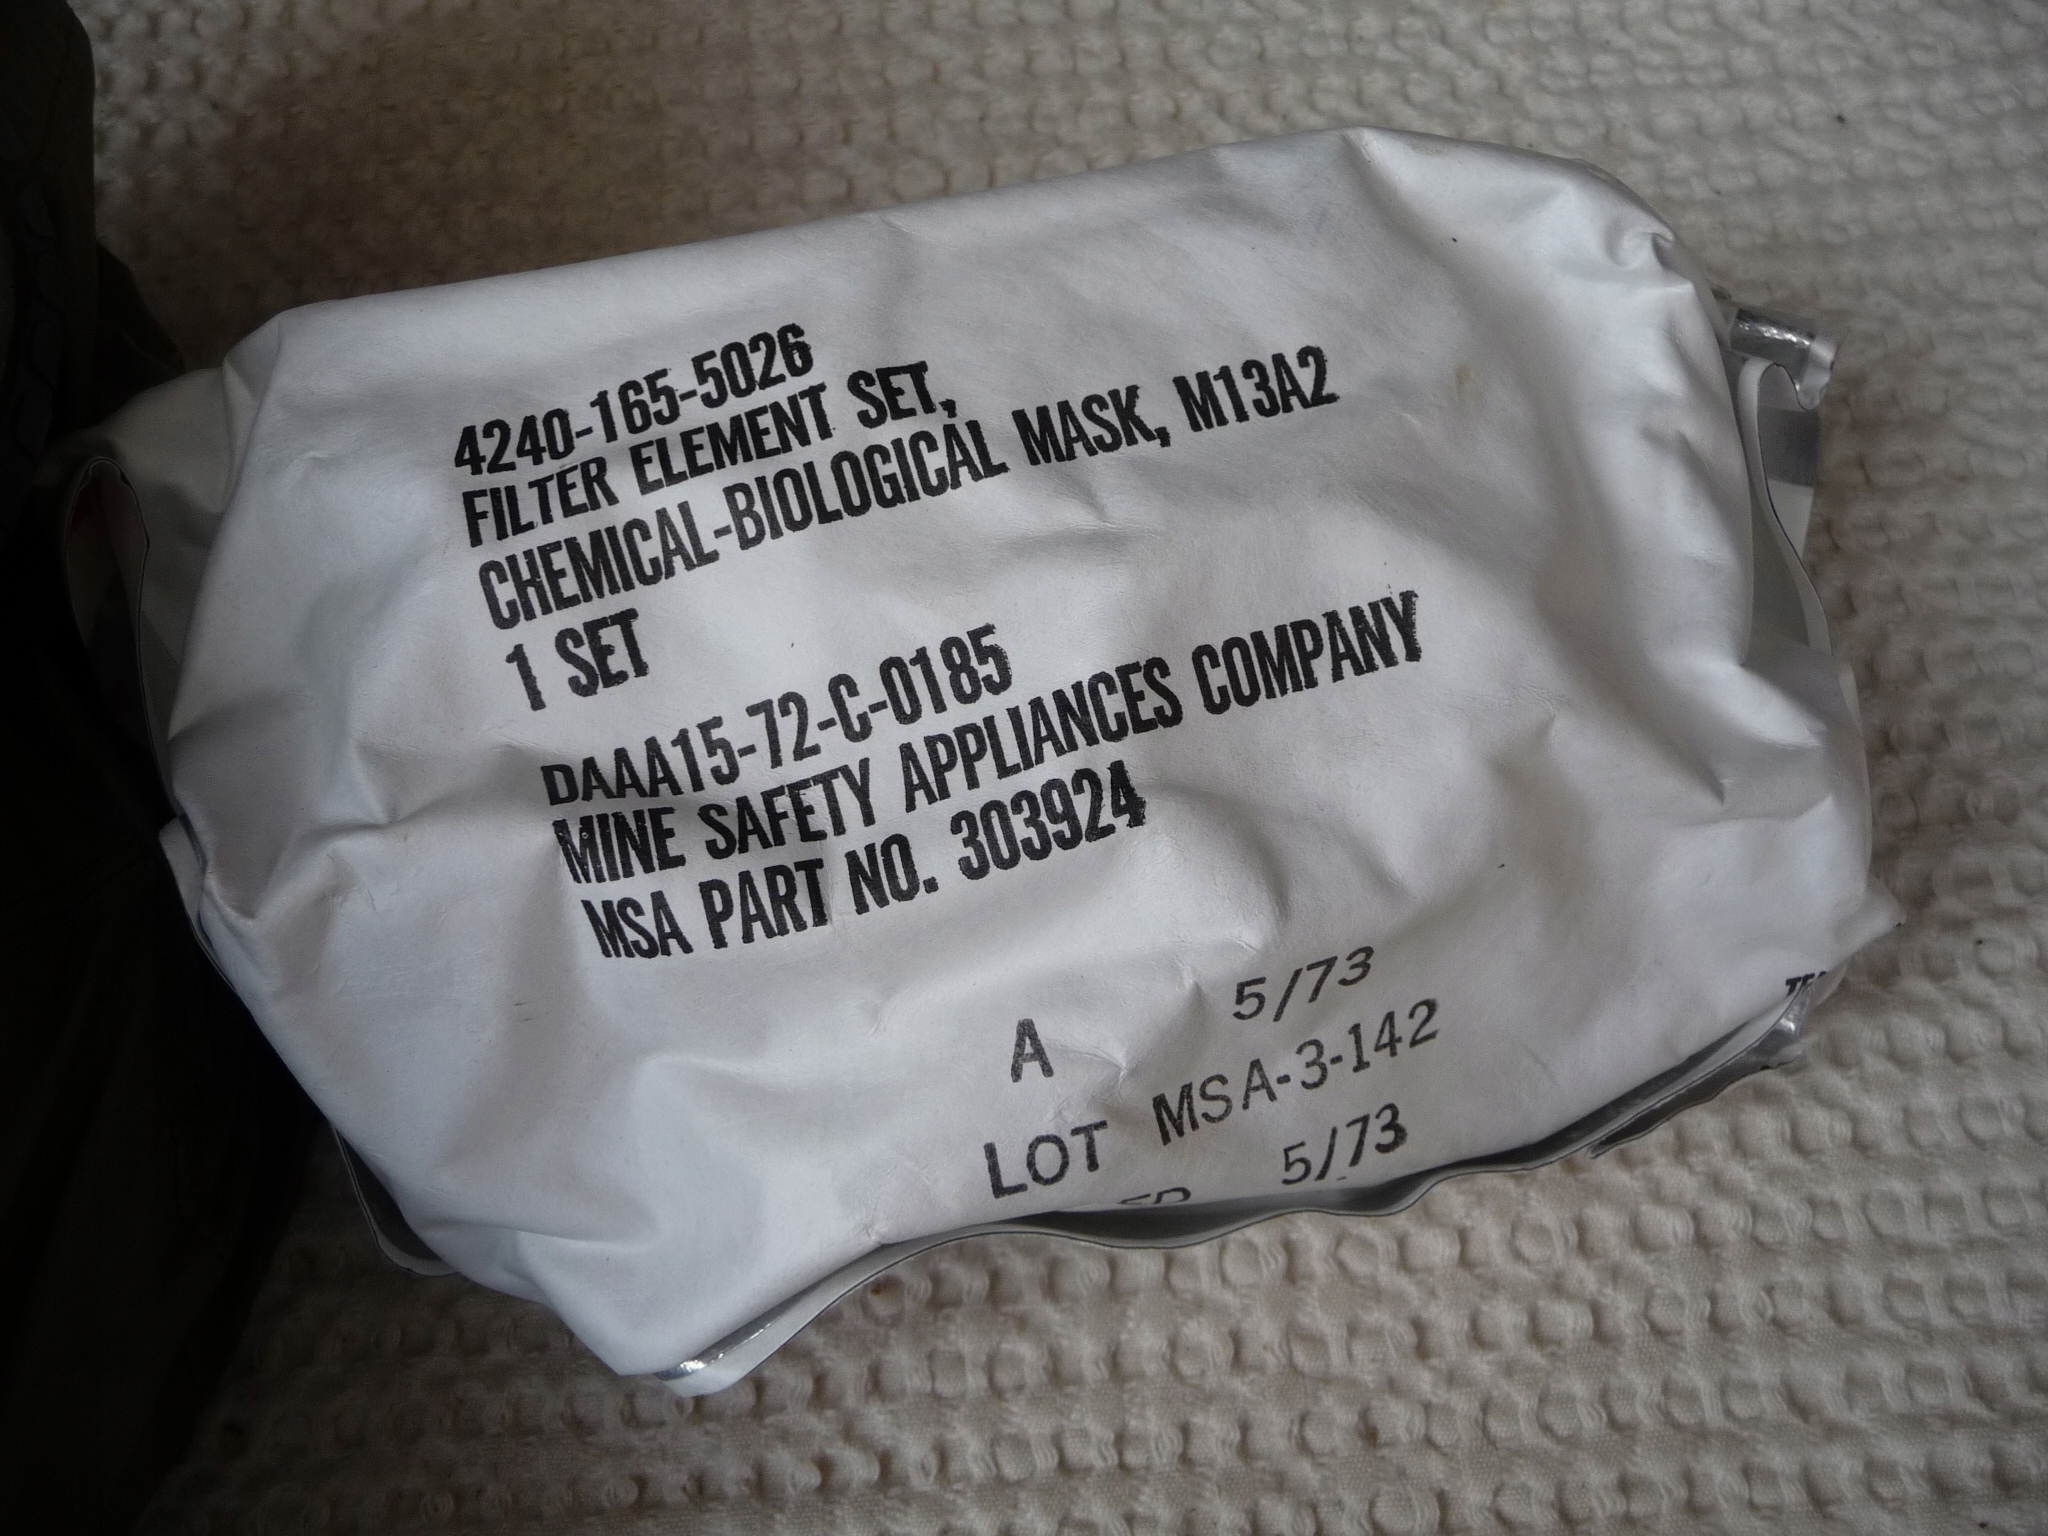 4240-165-5026
FILTER ELEMENT SET,
CHEMICAL-BIOLOGICAL MASK, M13A2
1 SET
DAAA15-72-C-0185
MINE SAFETY APPLIANCES COMPANY
MSA PART NO. 303924
A 5/73
LOT MSA-3-142
5/73